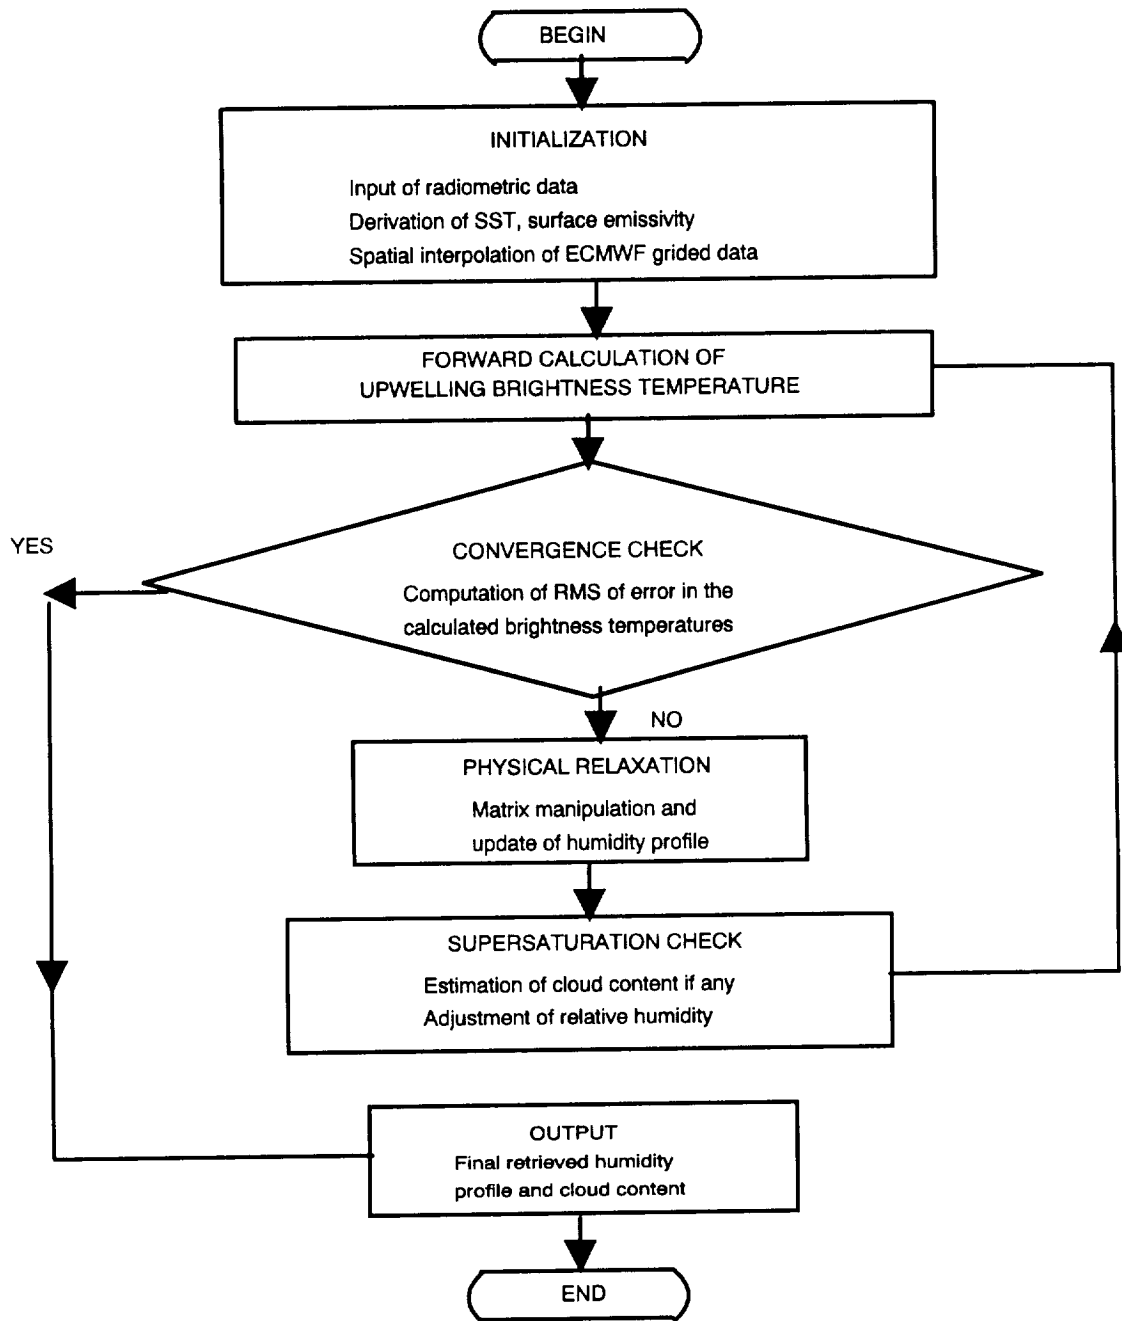 BEGIN
INITIALIZATION
Input of radiometric data
Derivation of SST, surface emissivity
Spatial interpolation of ECMWF grided data
FORWARD CALCULATION OF
UPWELLING BRIGHTNESS TEMPERATURE
YES
CONVERGENCE CHECK
Computation of RMS of error in the
calculated brightness temperatures
NO
PHYSICAL RELAXATION
Matrix manipulation and
update of humidity profile
SUPERSATURATION CHECK
Estimation of cloud content if any
Adjustment of relative humidity
OUTPUT
Final retrieved humidity
profile and cloud content
END